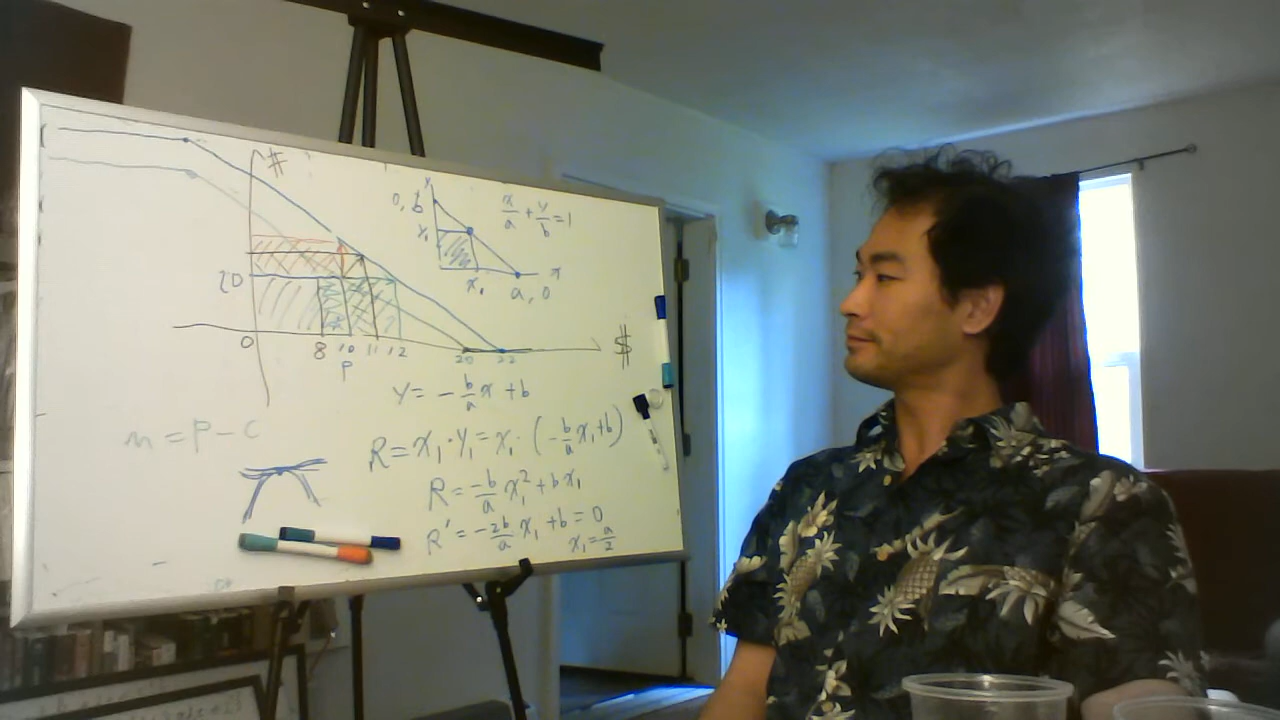 $
0, b
y
x/a + y/b = 1
y₁
x
x₁
a, 0
20
0
8 10 11 12
20 22
$
P
y = -b/a x + b
m = P - C
R = x₁ · y₁ = x₁ · (-b/a x₁ + b)
R = -b/a x₁² + b x₁
R' = -2b/a x₁ + b = 0
x₁ = a/2